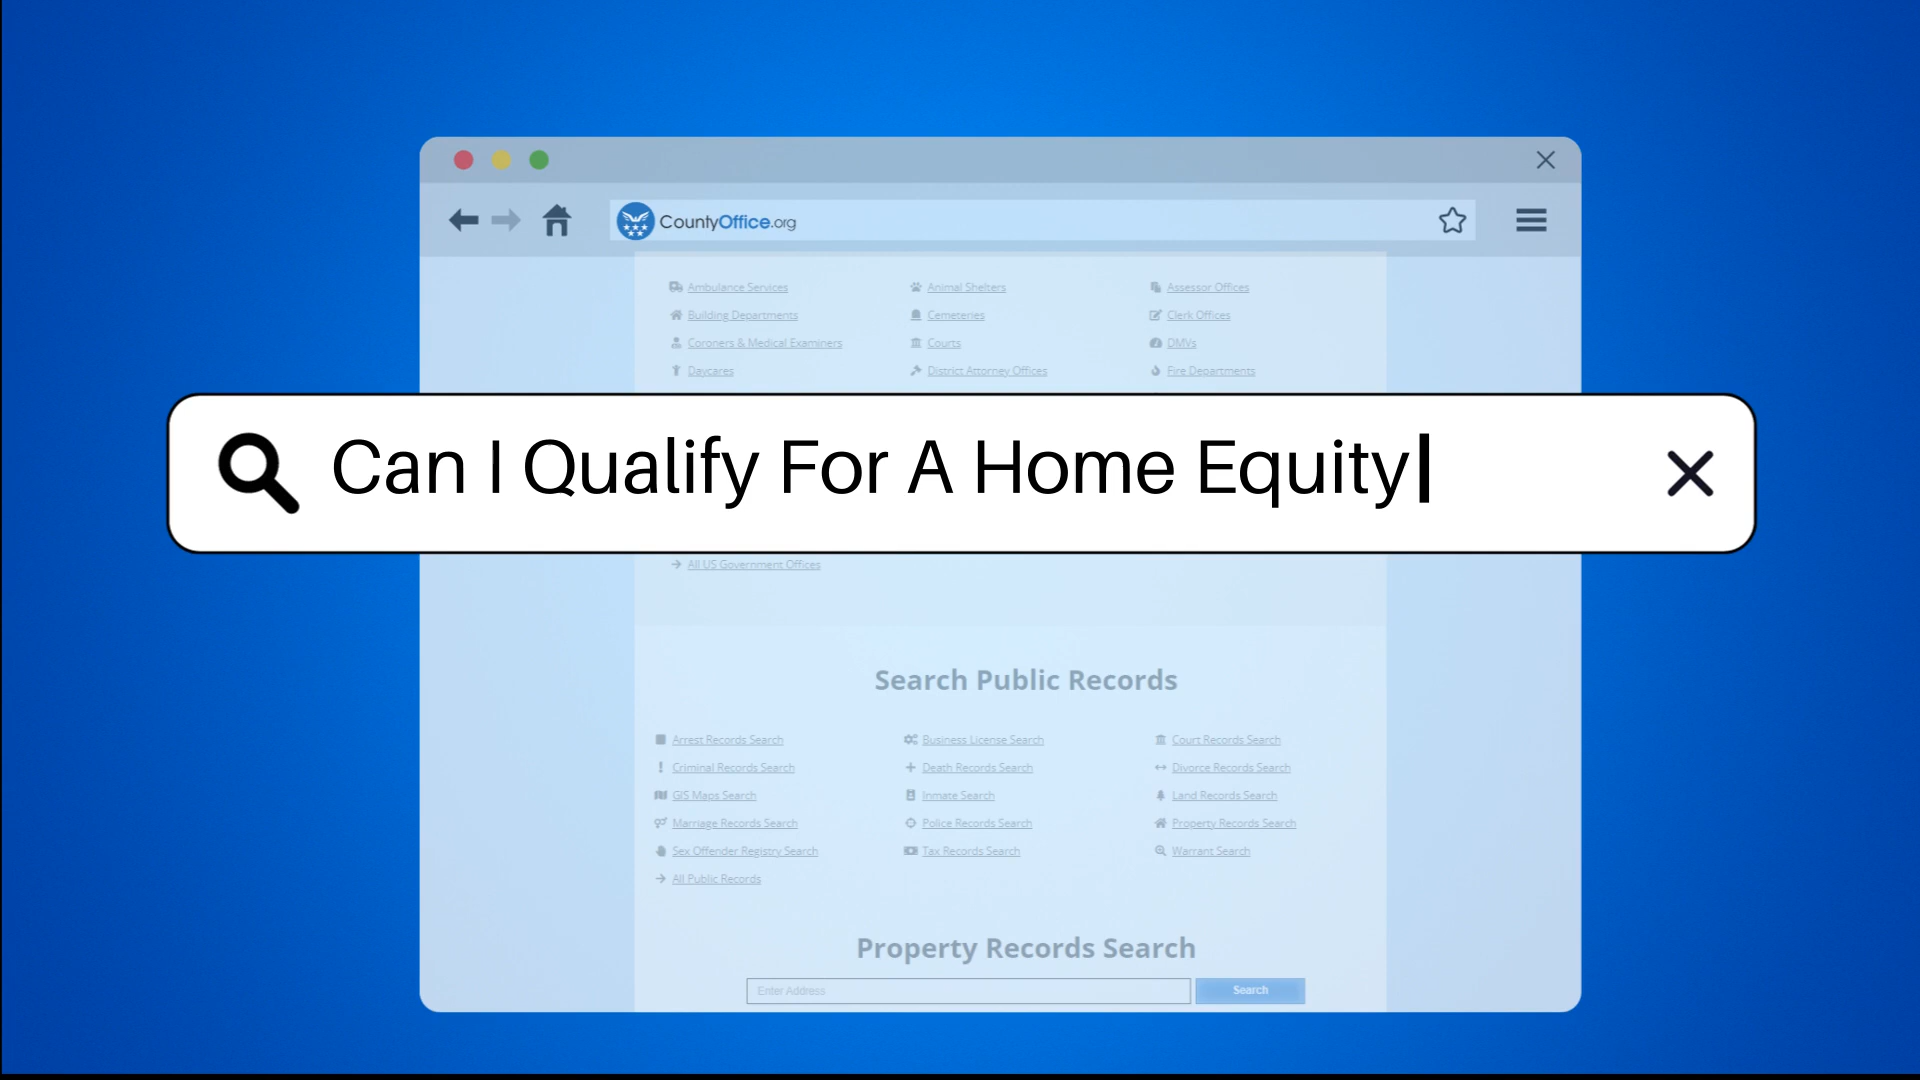 CountyOffice.org
Ambulance Services Animal Shelters Assessor Offices
Building Departments Cemeteries Clerk Offices
Coroners & Medical Examiners Courts DMVs
Daycares District Attorney Offices Fire Departments
Can I Qualify For A Home Equity
All US Government Offices
Search Public Records
Arrest Records Search Business License Search Court Records Search
Criminal Records Search Death Records Search Divorce Records Search
GIS Maps Search Inmate Search Land Records Search
Marriage Records Search Police Records Search Property Records Search
Sex Offender Registry Search Tax Records Search Warrant Search
All Public Records
Property Records Search
Enter Address Search